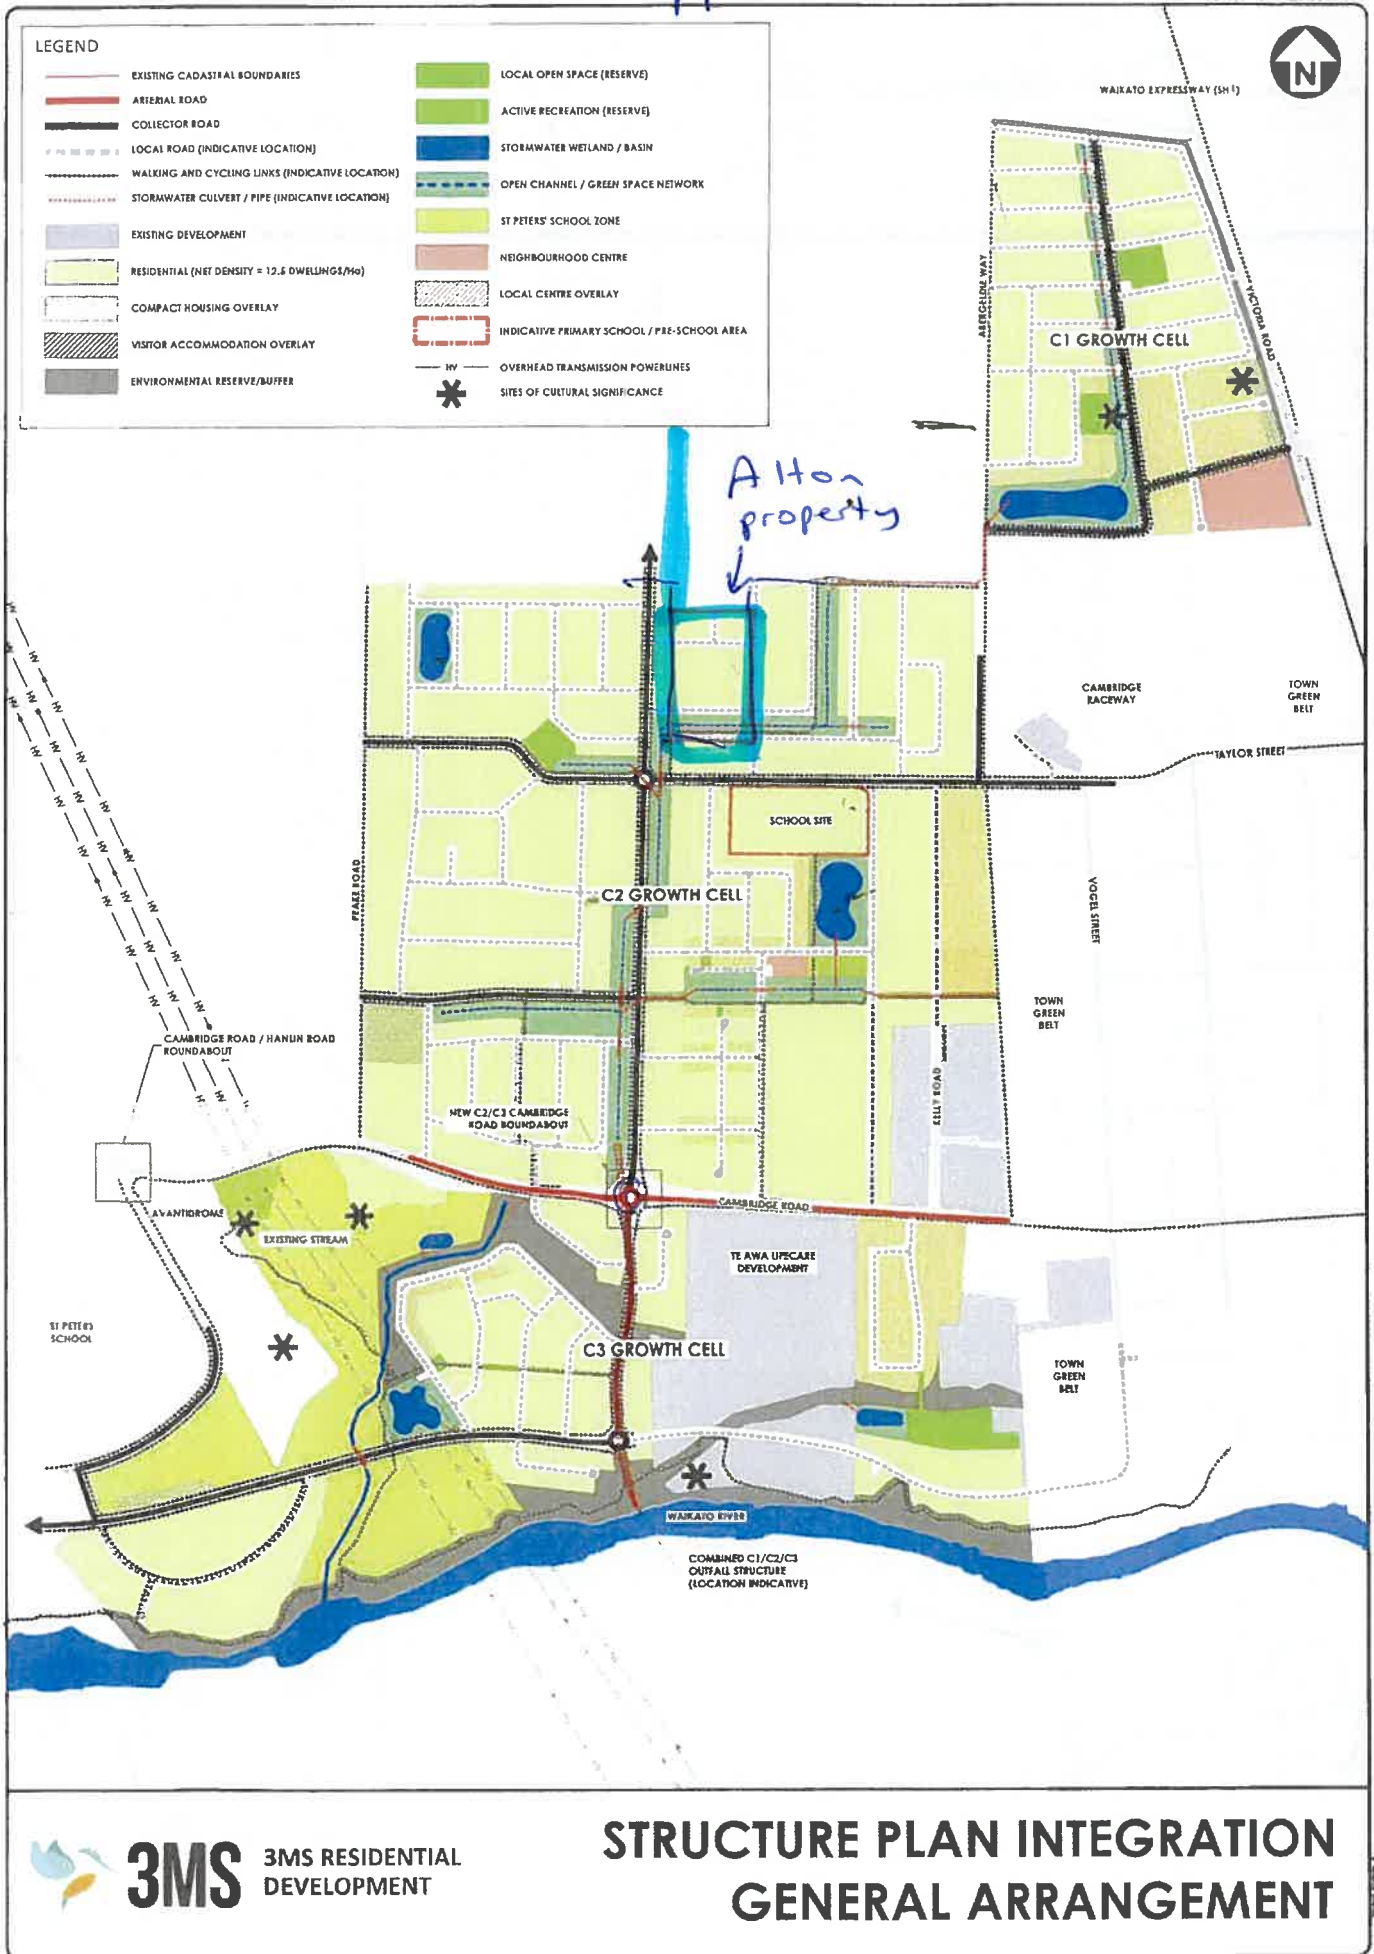 LEGEND
EXISTING CADASTRAL BOUNDARIES
ARTERIAL ROAD
COLLECTOR ROAD
LOCAL ROAD (INDICATIVE LOCATION)
WALKING AND CYCLING LINKS (INDICATIVE LOCATION)
STORMWATER CULVERT / PIPE (INDICATIVE LOCATION)
EXISTING DEVELOPMENT
RESIDENTIAL (NET DENSITY = 12.5 DWELLINGS/Ha)
COMPACT HOUSING OVERLAY
VISITOR ACCOMMODATION OVERLAY
ENVIRONMENTAL RESERVE/BUFFER
LOCAL OPEN SPACE (RESERVE)
ACTIVE RECREATION (RESERVE)
STORMWATER WETLAND / BASIN
OPEN CHANNEL / GREEN SPACE NETWORK
ST PETERS' SCHOOL ZONE
NEIGHBOURHOOD CENTRE
LOCAL CENTRE OVERLAY
INDICATIVE PRIMARY SCHOOL / PRE-SCHOOL AREA
HV
OVERHEAD TRANSMISSION POWERLINES
SITES OF CULTURAL SIGNIFICANCE
N
WAIKATO EXPRESSWAY (SH1)
ABERGELDIE WAY
VICTORIA ROAD
C1 GROWTH CELL
Alton
property
CAMBRIDGE
RACEWAY
TOWN
GREEN
BELT
TAYLOR STREET
SCHOOL SITE
PEAKE ROAD
C2 GROWTH CELL
VOGEL STREET
TOWN
GREEN
BELT
KELLY ROAD
CAMBRIDGE ROAD / HANLIN ROAD
ROUNDABOUT
NEW C2/C3 CAMBRIDGE
ROAD ROUNDABOUT
CAMBRIDGE ROAD
AVANTIDROME
EXISTING STREAM
TE AWA LIFECARE
DEVELOPMENT
ST PETERS
SCHOOL
C3 GROWTH CELL
TOWN
GREEN
BELT
WAIKATO RIVER
COMBINED C1/C2/C3
OUTFALL STRUCTURE
(LOCATION INDICATIVE)
3MS
3MS RESIDENTIAL
DEVELOPMENT
STRUCTURE PLAN INTEGRATION
GENERAL ARRANGEMENT